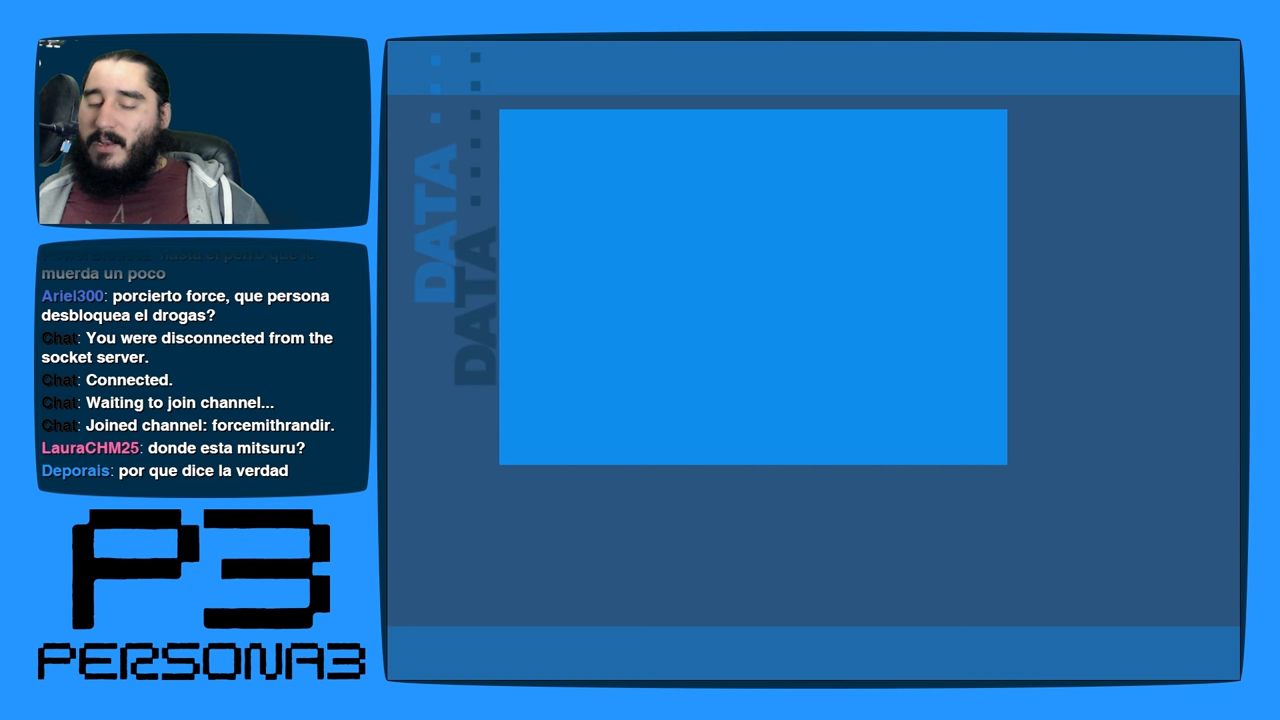 muerda un poco
Ariel300: porcierto force, que persona
desbloquea el drogas?
Chat: You were disconnected from the
socket server.
Chat: Connected.
Chat: Waiting to join channel...
Chat: Joined channel: forcemithrandir.
LauraCHM25: donde esta mitsuru?
Deporais: por que dice la verdad
P3
PERSONA3
DATA
DATA